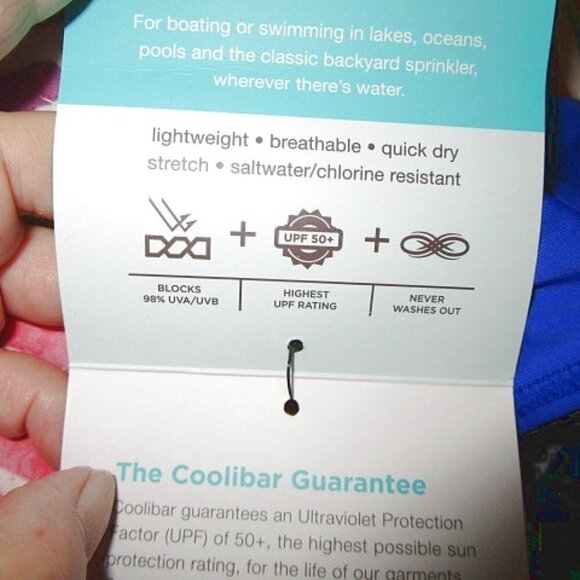 For boating or swimming in lakes, oceans,
pools and the classic backyard sprinkler,
wherever there's water.
lightweight • breathable • quick dry
stretch • saltwater/chlorine resistant
+ UPF 50+ +
BLOCKS
98% UVA/UVB
HIGHEST
UPF RATING
NEVER
WASHES OUT
The Coolibar Guarantee
Coolibar guarantees an Ultraviolet Protection
Factor (UPF) of 50+, the highest possible sun
protection rating, for the life of our garments